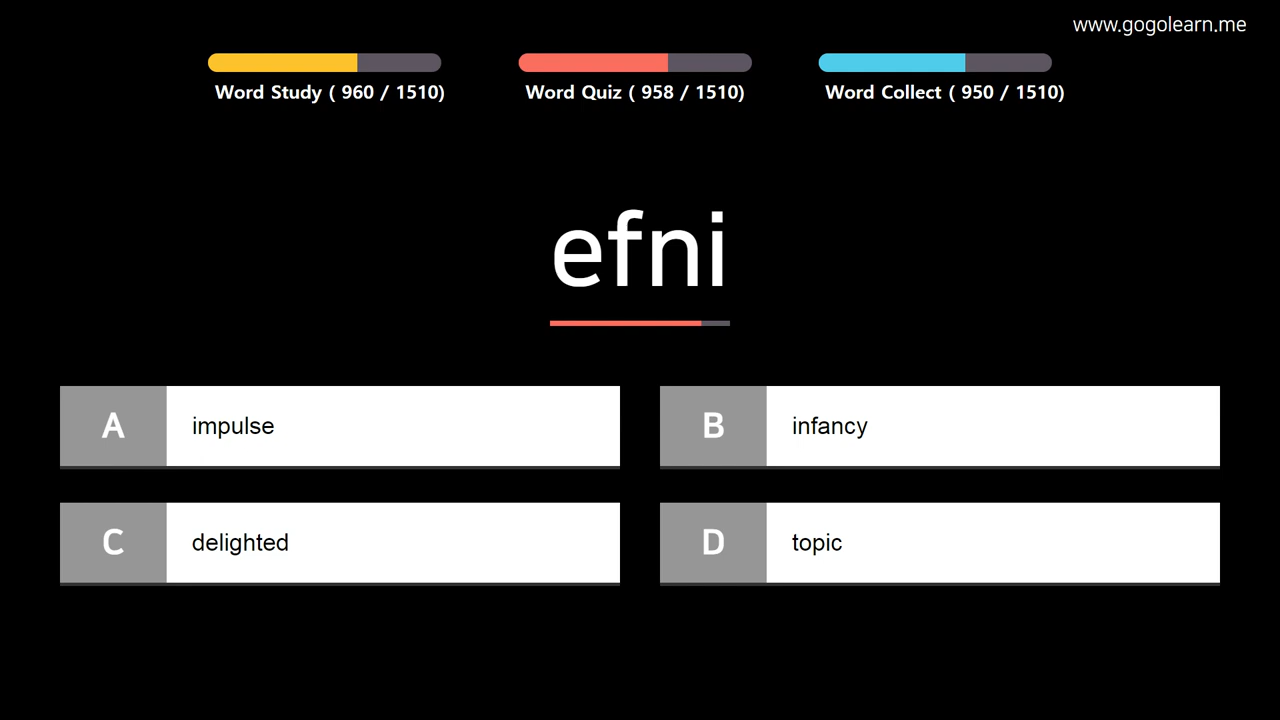 www.gogolearn.me
Word Study ( 960 / 1510)
Word Quiz ( 958 / 1510)
Word Collect ( 950 / 1510)
efni
A impulse
B infancy
C delighted
D topic